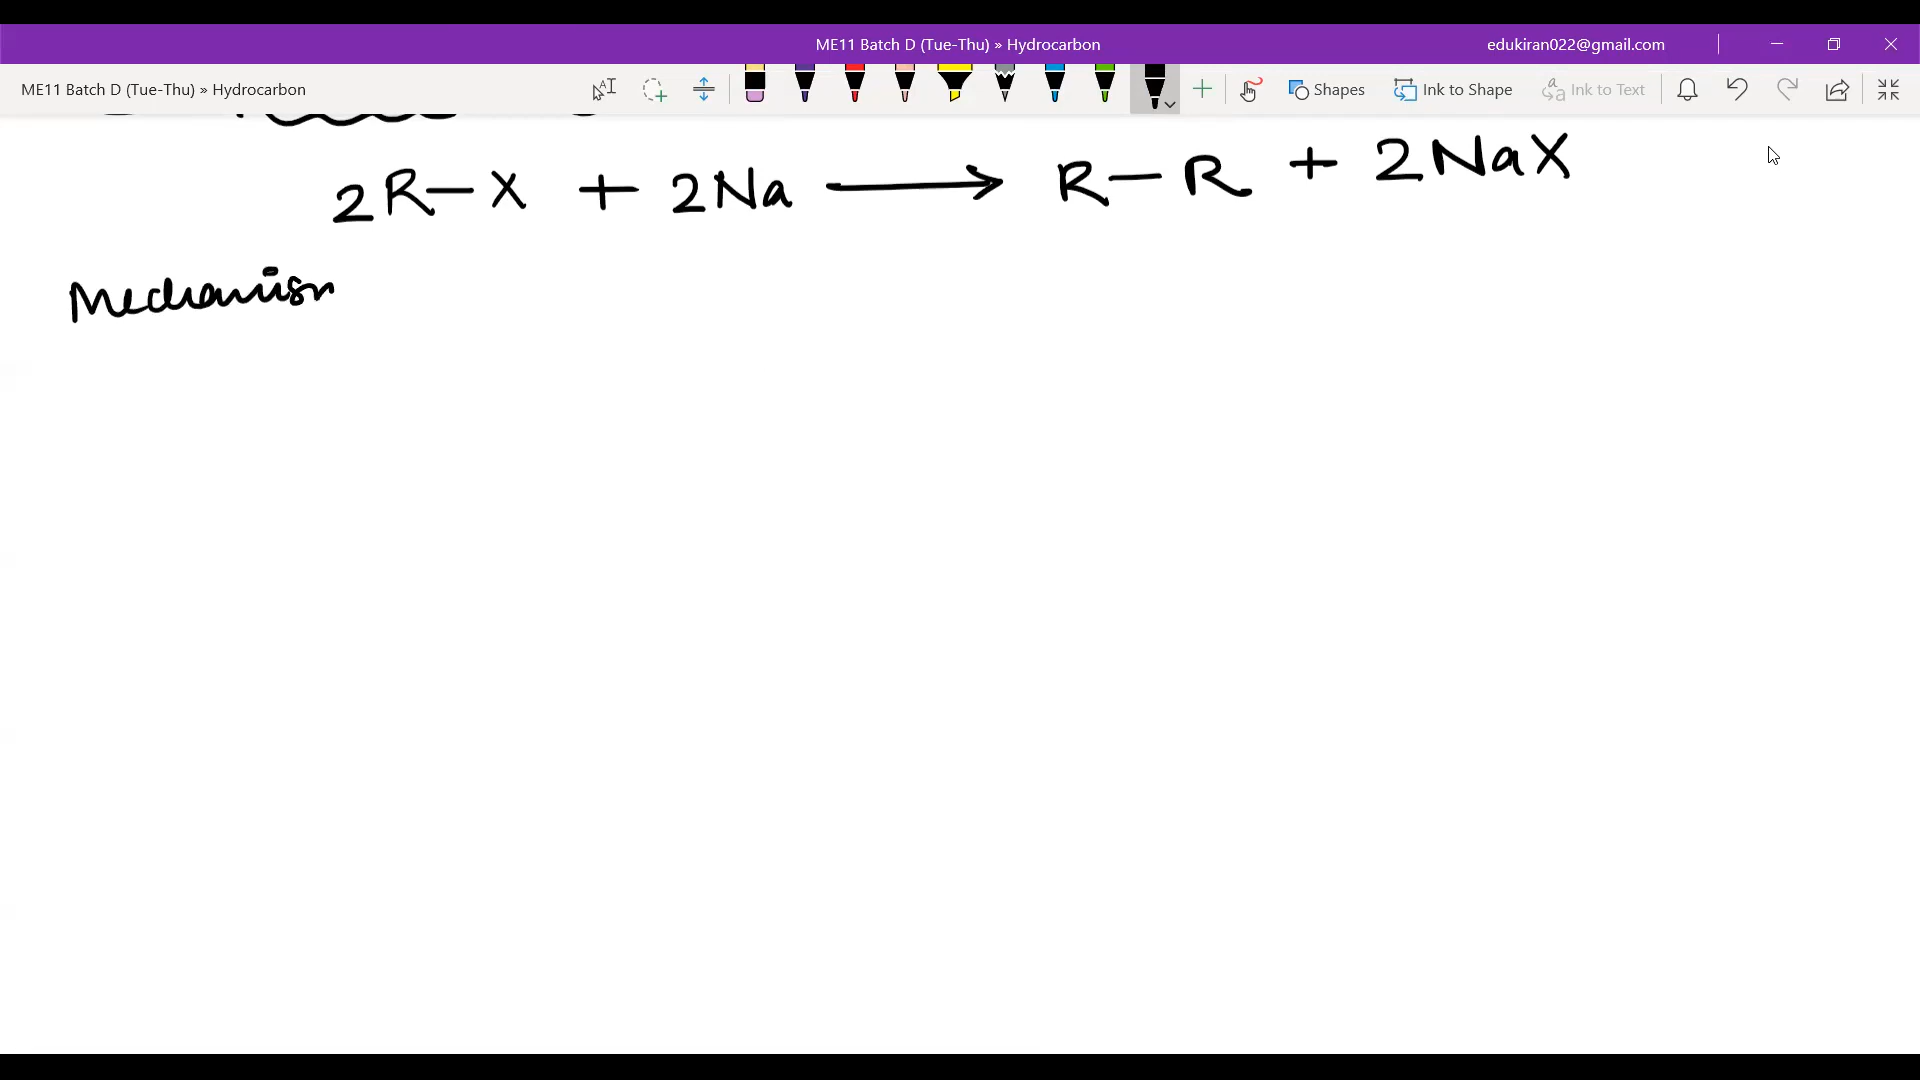 ME11 Batch D (Tue-Thu) » Hydrocarbon edukiran022@gmail.com
ME11 Batch D (Tue-Thu) » Hydrocarbon Shapes Ink to Shape Ink to Text
2R-X + 2Na ⟶ R-R + 2NaX
Mechanism